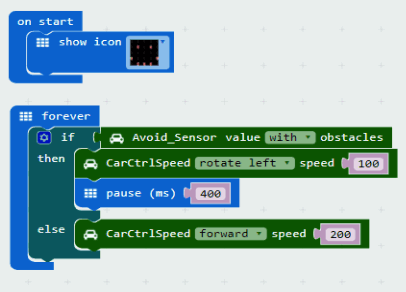 on start
show icon
forever
if Avoid_Sensor value with obstacles
then CarCtrlSpeed rotate left speed 100
pause (ms) 400
else CarCtrlSpeed forward speed 200